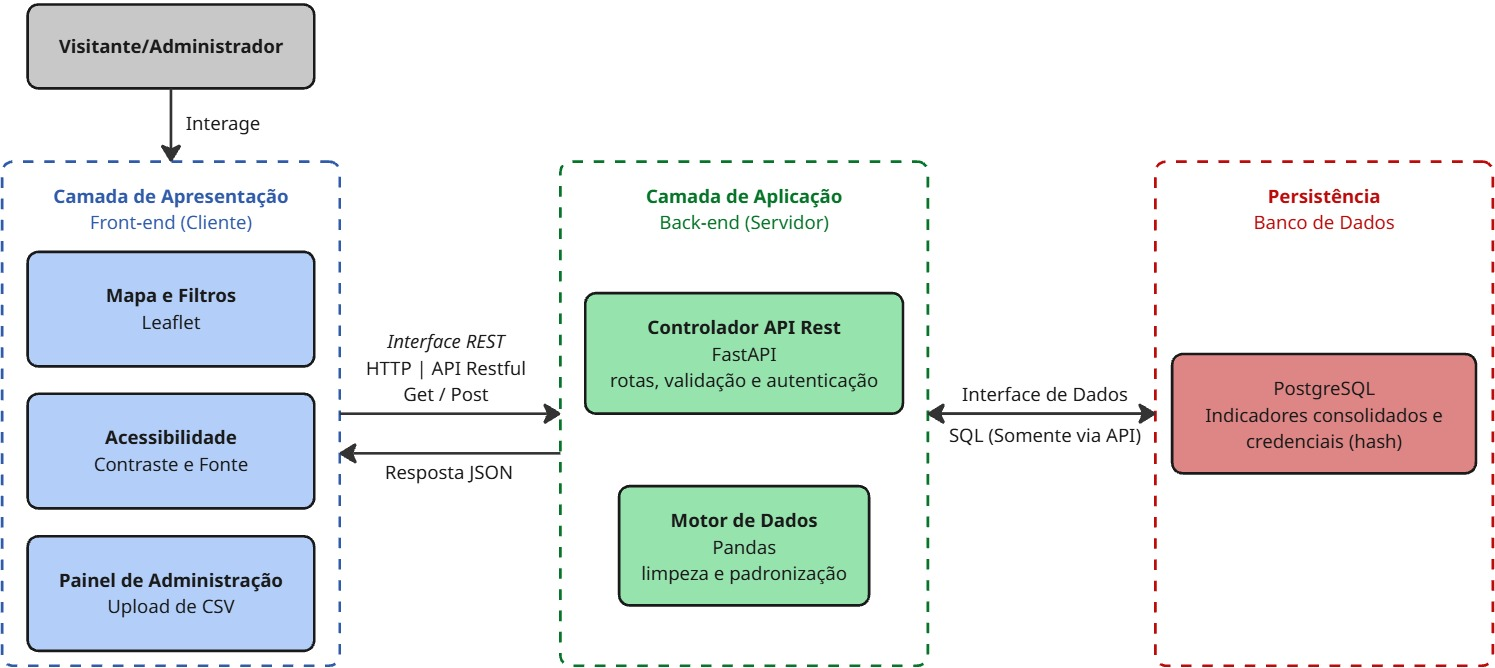 Visitante/Administrador
Interage
Camada de Apresentação
Front-end (Cliente)
Mapa e Filtros
Leaflet
Acessibilidade
Contraste e Fonte
Painel de Administração
Upload de CSV
Interface REST
HTTP | API Restful
Get / Post
Resposta JSON
Camada de Aplicação
Back-end (Servidor)
Controlador API Rest
FastAPI
rotas, validação e autenticação
Motor de Dados
Pandas
limpeza e padronização
Interface de Dados
SQL (Somente via API)
Persistência
Banco de Dados
PostgreSQL
Indicadores consolidados e
credenciais (hash)